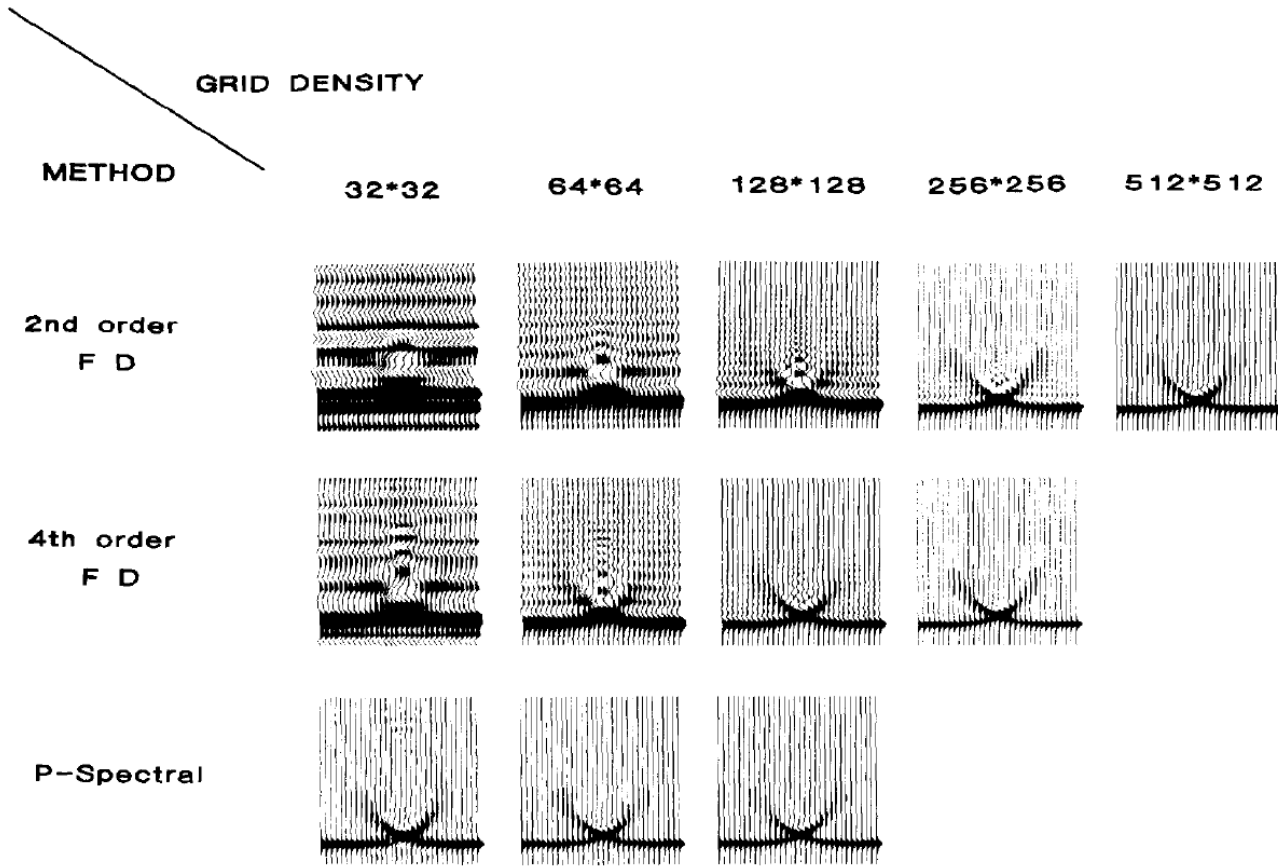 GRID DENSITY
METHOD
32*32 64*64 128*128 256*256 512*512
2nd order
F D
4th order
F D
P-Spectral